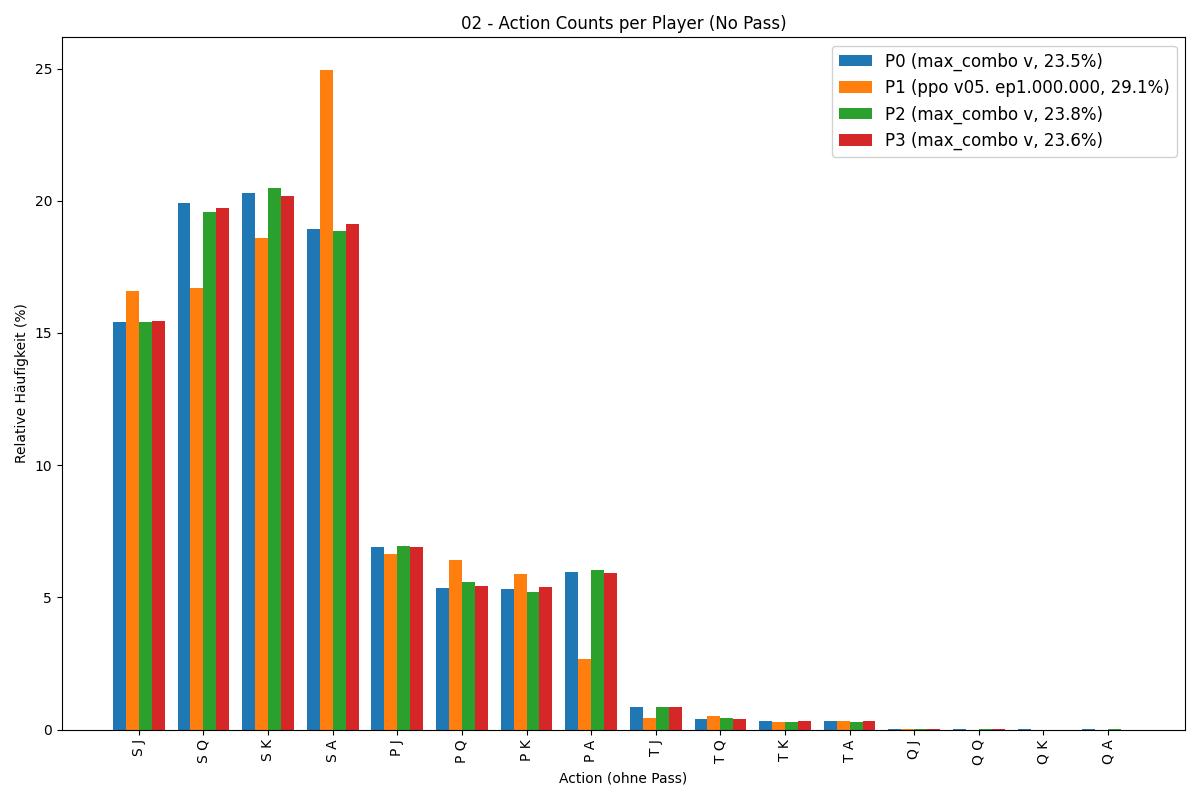 02 - Action Counts per Player (No Pass)
P0 (max_combo v, 23.5%)
P1 (ppo v05. ep1.000.000, 29.1%)
P2 (max_combo v, 23.8%)
P3 (max_combo v, 23.6%)
Relative Häufigkeit (%)
25
20
15
10
5
0
S J
S Q
S K
S A
P J
P Q
P K
P A
T J
T Q
T K
T A
Q J
Q Q
Q K
Q A
Action (ohne Pass)